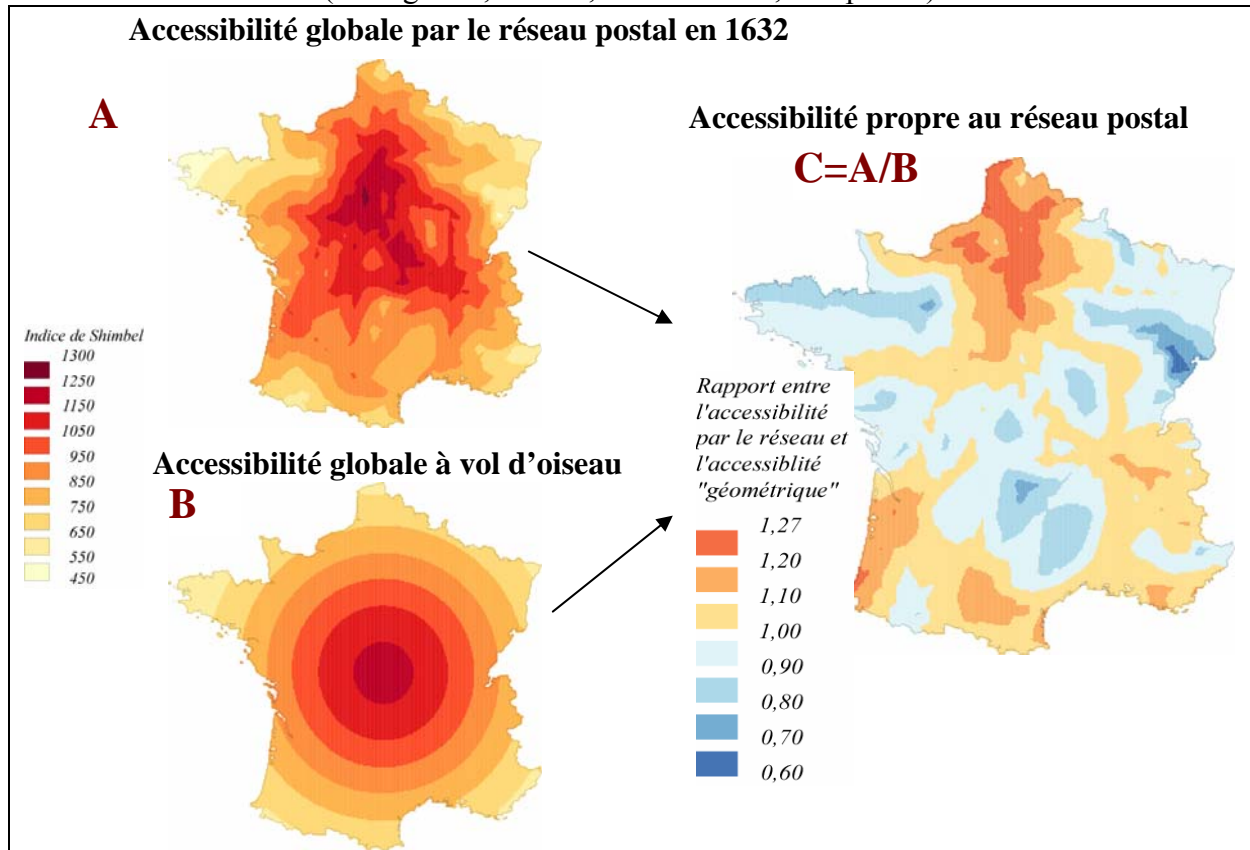 Accessibilité globale par le réseau postal en 1632
A
Accessibilité propre au réseau postal
C=A/B
Indice de Shimbel
1300
1250
1150
1050
950
850
750
650
550
450
Accessibilité globale à vol d’oiseau
B
Rapport entre
l'accessibilité
par le réseau et
l'accessiblité
"géométrique"
1,27
1,20
1,10
1,00
0,90
0,80
0,70
0,60